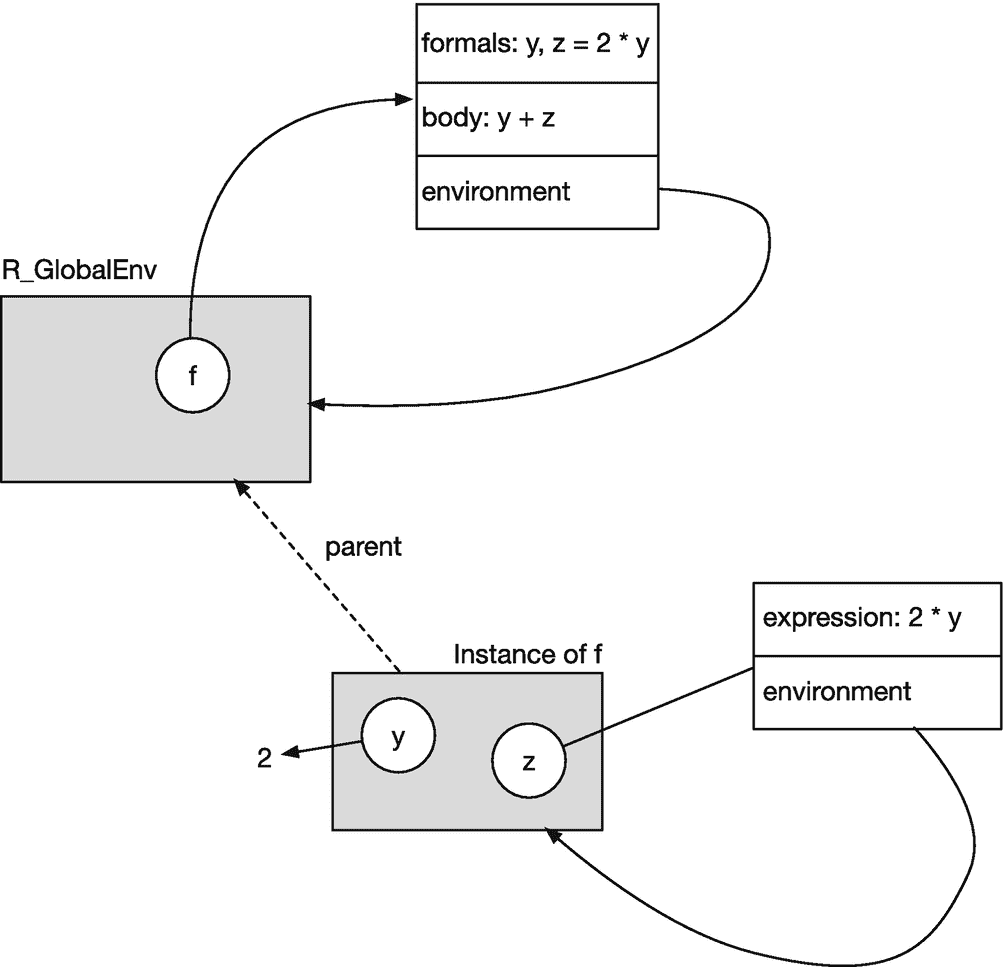 formals: y, z = 2 * y
body: y + z
environment
R_GlobalEnv
f
parent
Instance of f
expression: 2 * y
environment
y
z
2